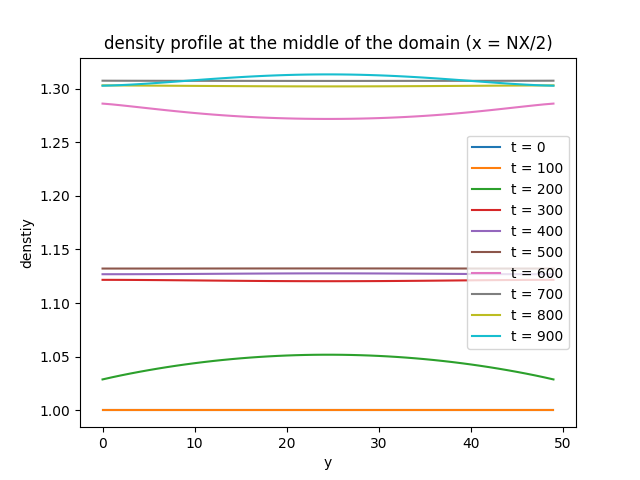 density profile at the middle of the domain (x = NX/2)
1.30
1.25
1.20
1.15
1.10
1.05
1.00
denstiy
t = 0
t = 100
t = 200
t = 300
t = 400
t = 500
t = 600
t = 700
t = 800
t = 900
0 10 20 30 40 50
y